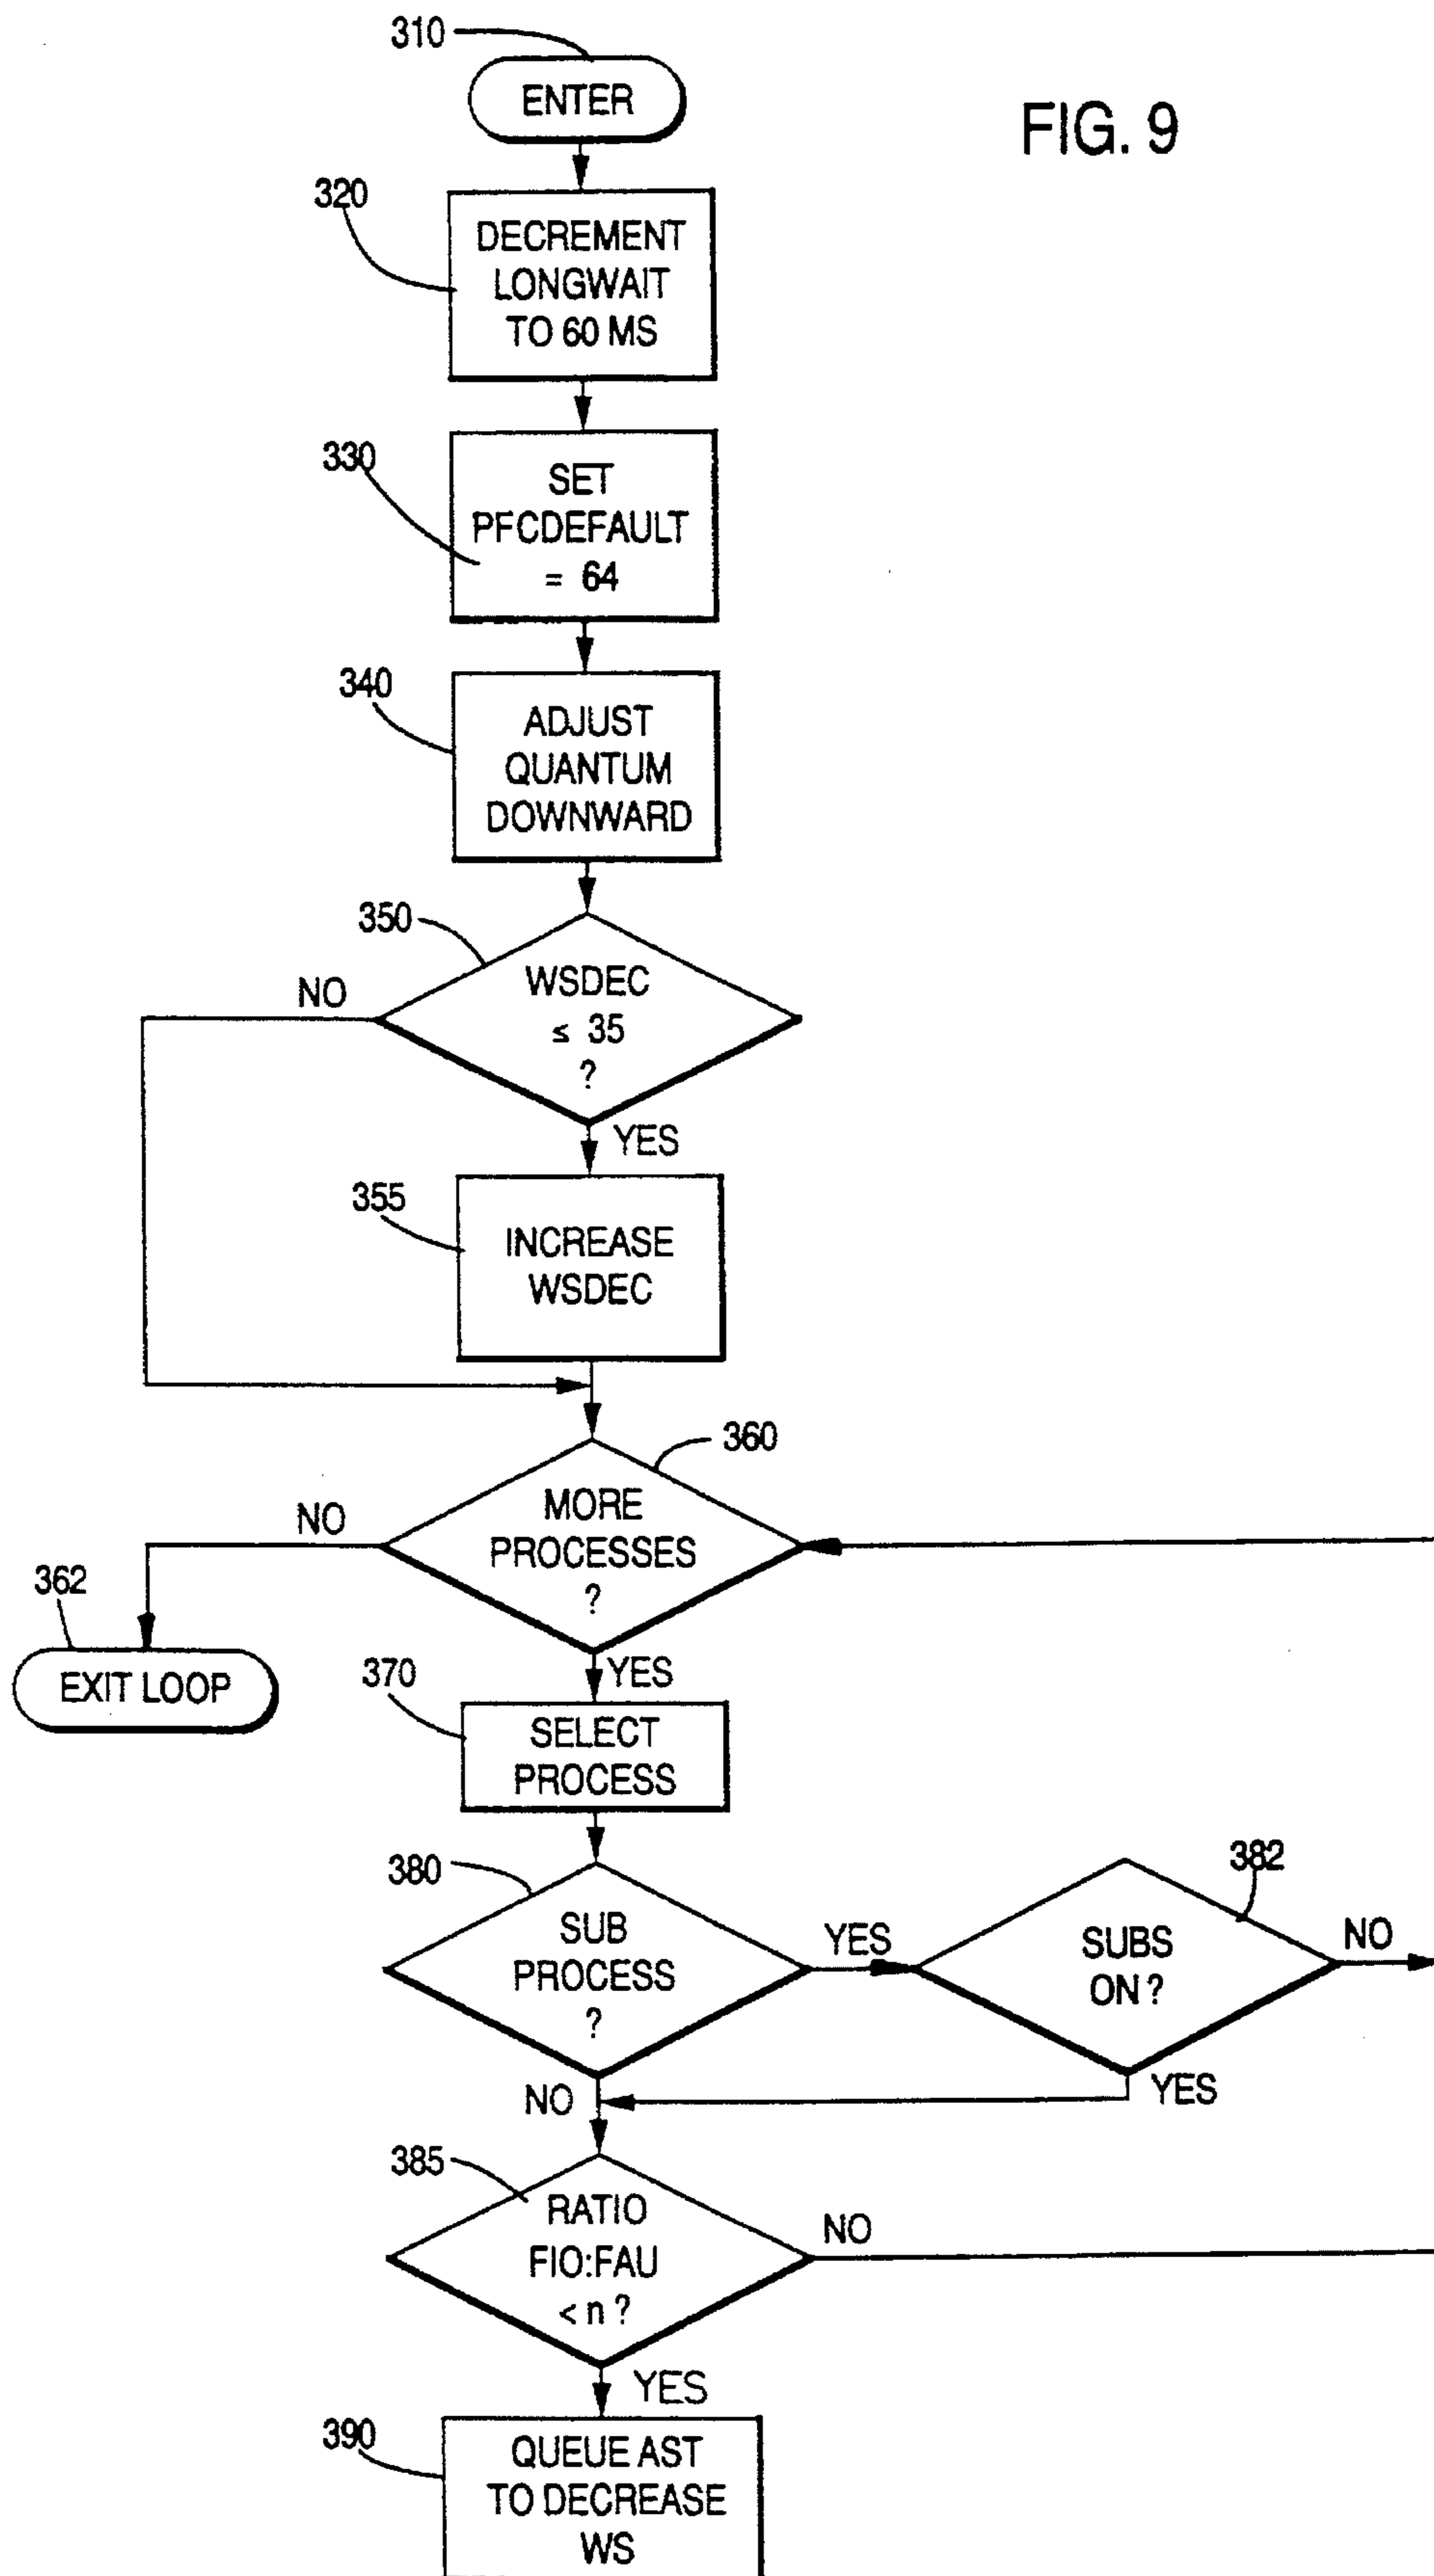 310
ENTER
FIG. 9
320
DECREMENT
LONGWAIT
TO 60 MS
330
SET
PFCDEFAULT
= 64
340
ADJUST
QUANTUM
DOWNWARD
350
NO
WSDEC
≤ 35
?
YES
355
INCREASE
WSDEC
360
NO
MORE
PROCESSES
?
362
EXIT LOOP
YES
370
SELECT
PROCESS
380
SUB
PROCESS
?
YES
382
SUBS
ON ?
NO
NO
YES
385
RATIO
FIO:FAU
< n ?
NO
YES
390
QUEUE AST
TO DECREASE
WS